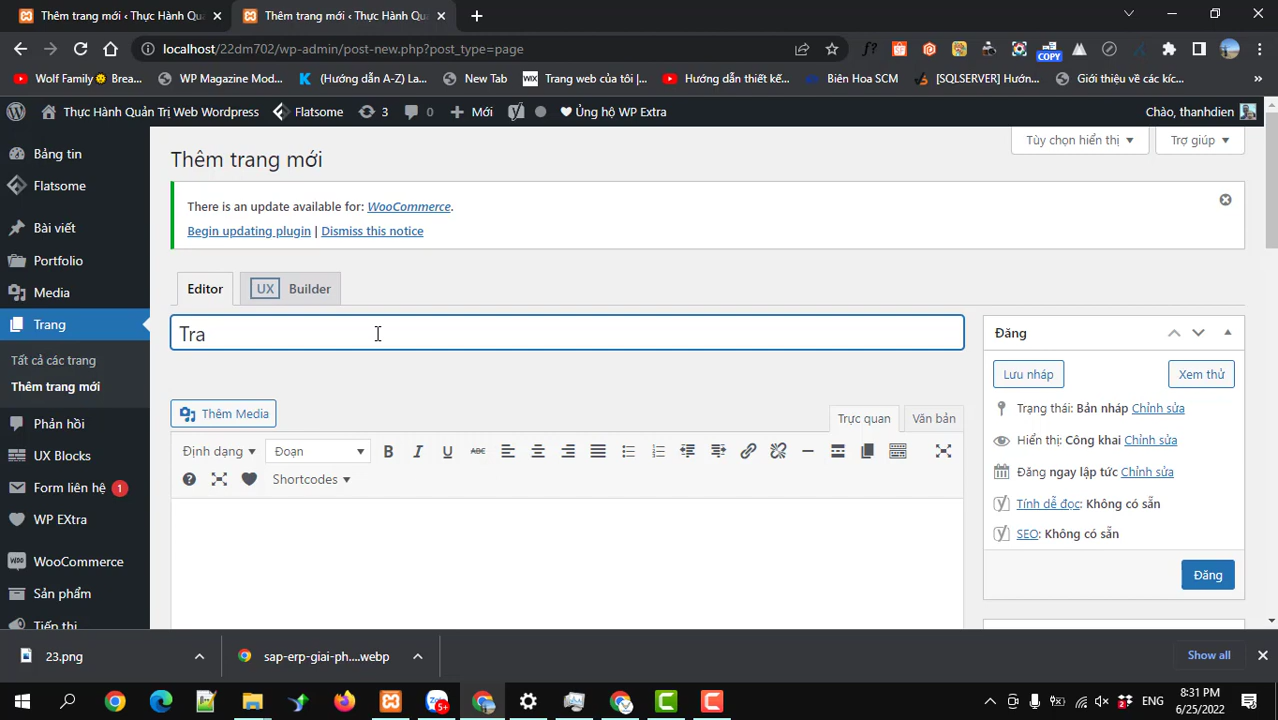 Thêm trang mới ‹ Thực Hành Quả
Thêm trang mới ‹ Thực Hành Quả
localhost/22dm702/wp-admin/post-new.php?post_type=page
COPY
Wolf Family Brea...
WP Magazine Mod...
(Hướng dẫn A-Z) La...
New Tab
WIX Trang web của tôi |...
Hướng dẫn thiết kế...
Biên Hoa SCM
[SQLSERVER] Hướn...
Giới thiệu về các kíc...
Thực Hành Quản Trị Web Wordpress
Flatsome
3
0
Mới
Ủng hộ WP Extra
Chào, thanhdien
Bảng tin
Flatsome
Bài viết
Portfolio
Media
Trang
Tất cả các trang
Thêm trang mới
Phản hồi
UX Blocks
Form liên hệ 1
WP EXtra
WooCommerce
Sản phẩm
Tiếp thị
Tùy chọn hiển thị
Trợ giúp
Thêm trang mới
There is an update available for: WooCommerce.
Begin updating plugin | Dismiss this notice
Editor
UX Builder
Tra
Thêm Media
Trực quan
Văn bản
Định dạng
Đoạn
B I U ABC
Shortcodes
Đăng
Lưu nháp
Xem thử
Trạng thái: Bản nháp Chỉnh sửa
Hiển thị: Công khai Chỉnh sửa
Đăng ngay lập tức Chỉnh sửa
Tính dễ đọc: Không có sẵn
SEO: Không có sẵn
Đăng
23.png
sap-erp-giai-ph....webp
Show all
5+
ENG
8:31 PM
6/25/2022